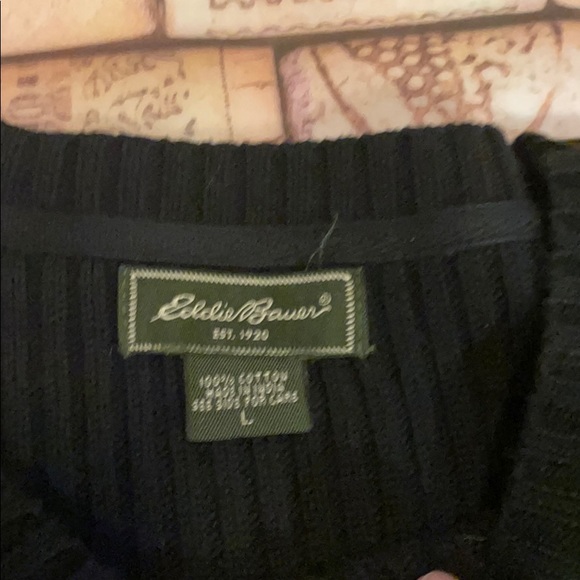 Eddie Bauer®
EST. 1920
100% COTTON
MADE IN INDIA
SEE SIDE FOR CARE
L